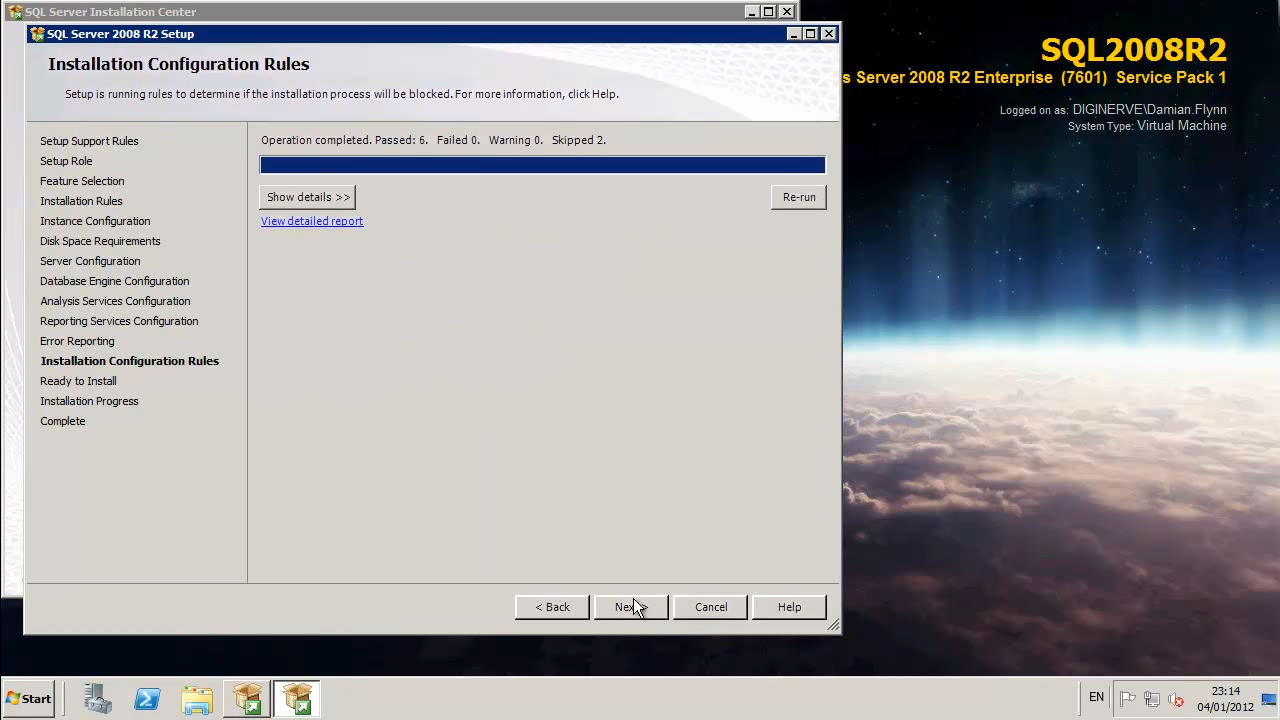 SQL Server Installation Center
SQL Server 2008 R2 Setup
Installation Configuration Rules
Setup is running rules to determine if the installation process will be blocked. For more information, click Help.
Setup Support Rules
Setup Role
Feature Selection
Installation Rules
Instance Configuration
Disk Space Requirements
Server Configuration
Database Engine Configuration
Analysis Services Configuration
Reporting Services Configuration
Error Reporting
Installation Configuration Rules
Ready to Install
Installation Progress
Complete
Operation completed. Passed: 6. Failed 0. Warning 0. Skipped 2.
Show details >>
Re-run
View detailed report
< Back
Next >
Cancel
Help
SQL2008R2
s Server 2008 R2 Enterprise (7601) Service Pack 1
Logged on as: DIGINERVE\Damian.Flynn
System Type: Virtual Machine
Start
EN
23:14
04/01/2012